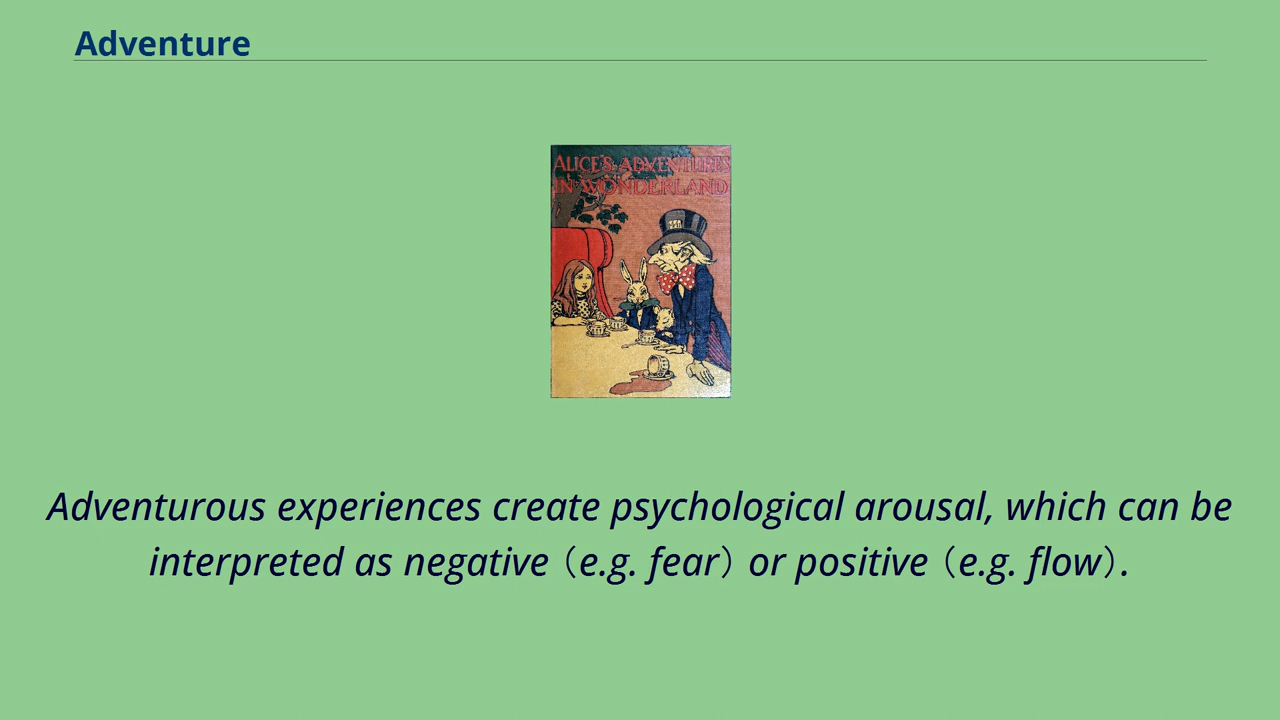 Adventure
ALICE'S ADVENTURES
IN WONDERLAND
Adventurous experiences create psychological arousal, which can be
interpreted as negative（e.g. fear）or positive（e.g. flow）.